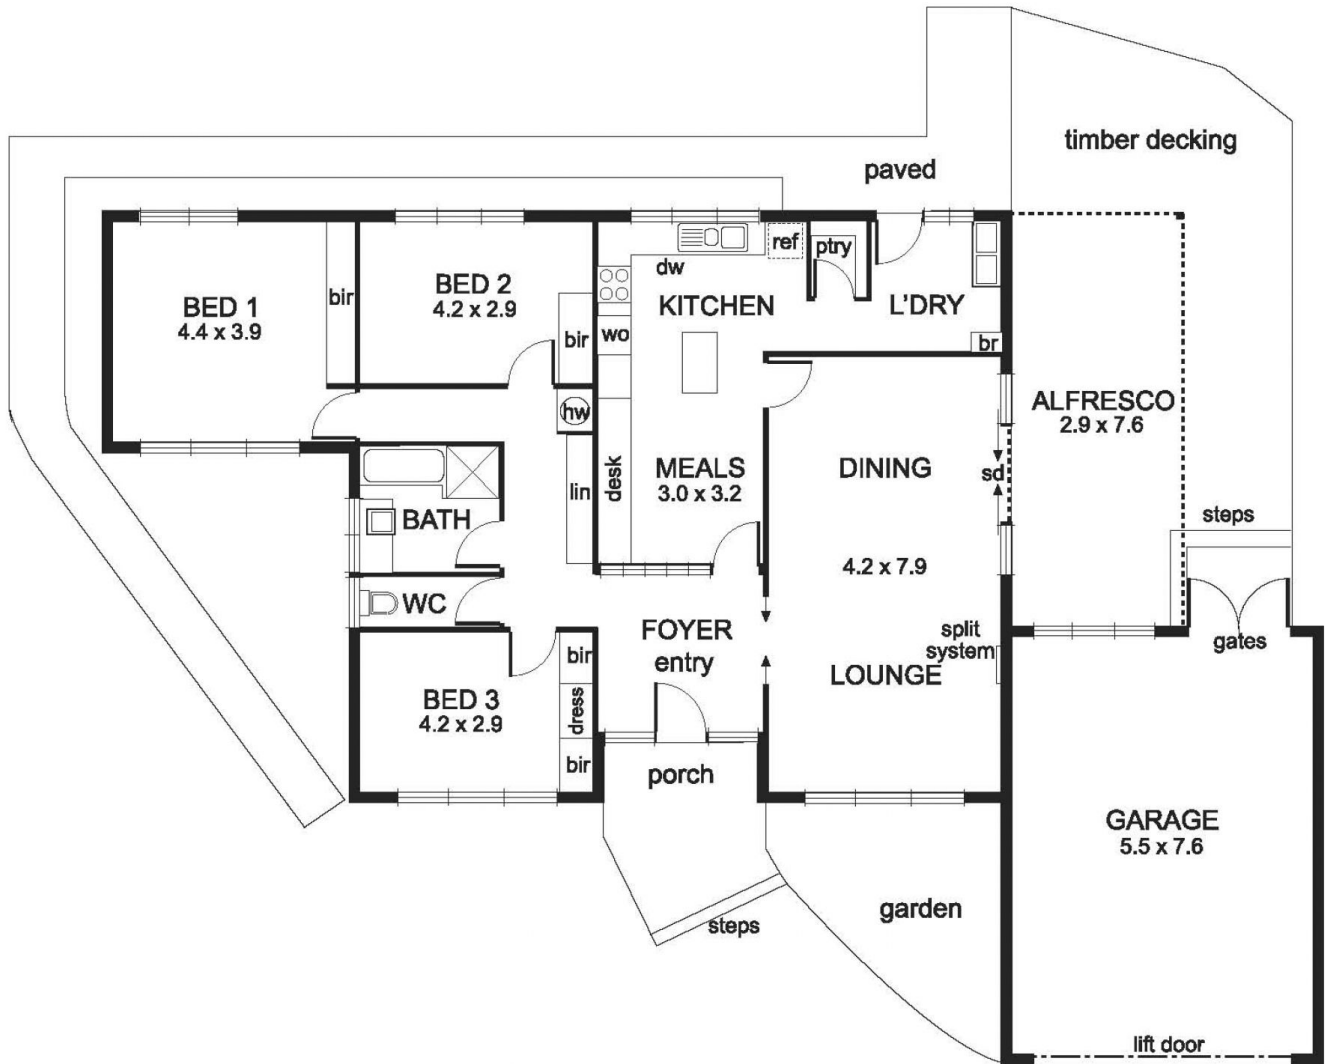 timber decking
paved
BED 1
4.4 x 3.9
bir
BED 2
4.2 x 2.9
bir
hw
lin
dw
ref
ptry
KITCHEN
wo
L'DRY
br
desk
MEALS
3.0 x 3.2
DINING
4.2 x 7.9
sd
ALFRESCO
2.9 x 7.6
steps
gates
BATH
WC
FOYER
entry
split
system
LOUNGE
BED 3
4.2 x 2.9
bir
dress
bir
porch
steps
garden
GARAGE
5.5 x 7.6
lift door